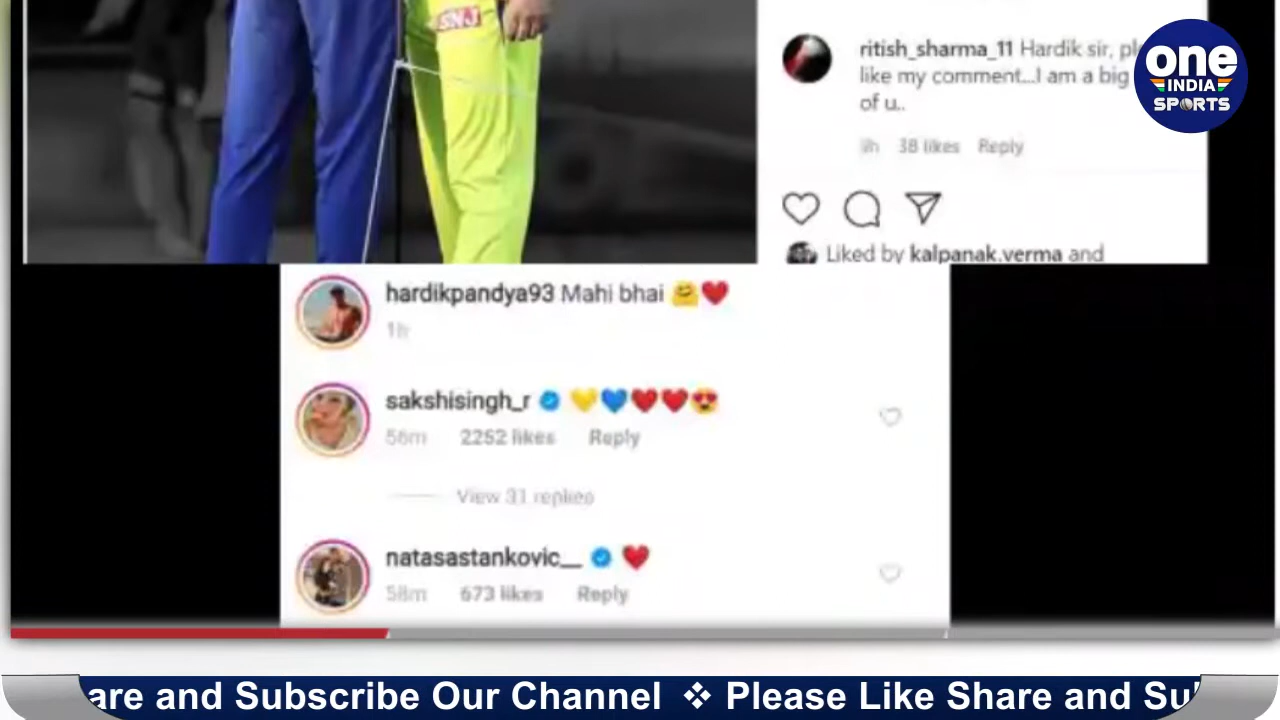 SNJ
ritish_sharma_11 Hardik sir,
like my comment...I am a big
of u..
38 likes Reply
one
INDIA
SPORTS
Liked by kalpanak.verma and
hardikpandya93 Mahi bhai 🤗❤️
1h
sakshisingh_r 💛💙❤️❤️😍
56m 2252 likes Reply
View 31 replies
natasastankovic__ ❤️
58m 673 likes Reply
are and Subscribe Our Channel ❖ Please Like Share and Su